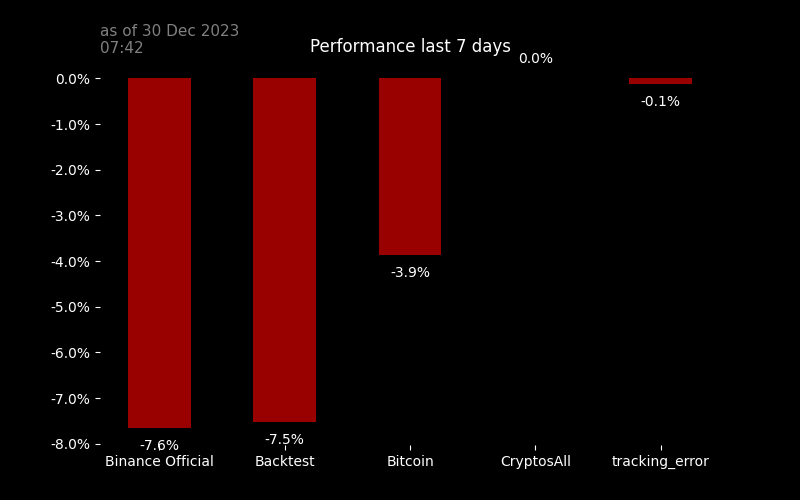 as of 30 Dec 2023
07:42
Performance last 7 days
0.0%
0.0%
-0.1%
-1.0%
-2.0%
-3.0%
-4.0%
-3.9%
-5.0%
-6.0%
-7.0%
-8.0%
-7.6%
-7.5%
Binance Official
Backtest
Bitcoin
CryptosAll
tracking_error